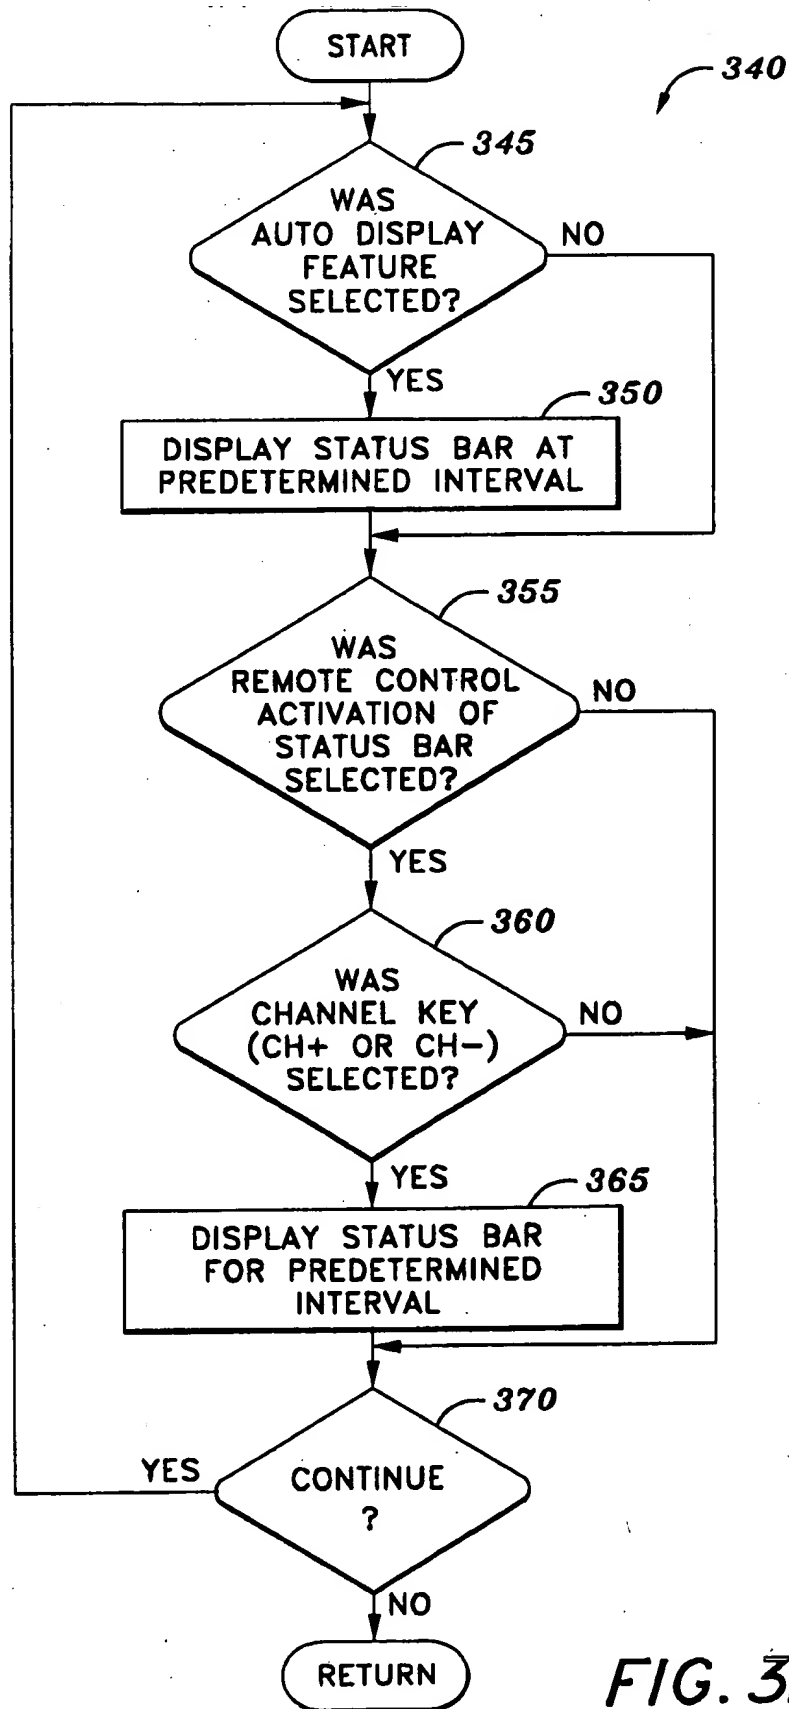 START
340
345
WAS
AUTO DISPLAY
FEATURE
SELECTED?
NO
YES
350
DISPLAY STATUS BAR AT
PREDETERMINED INTERVAL
355
WAS
REMOTE CONTROL
ACTIVATION OF
STATUS BAR
SELECTED?
NO
YES
360
WAS
CHANNEL KEY
(CH+ OR CH−)
SELECTED?
NO
YES
365
DISPLAY STATUS BAR
FOR PREDETERMINED
INTERVAL
370
YES
CONTINUE
?
NO
RETURN
FIG.